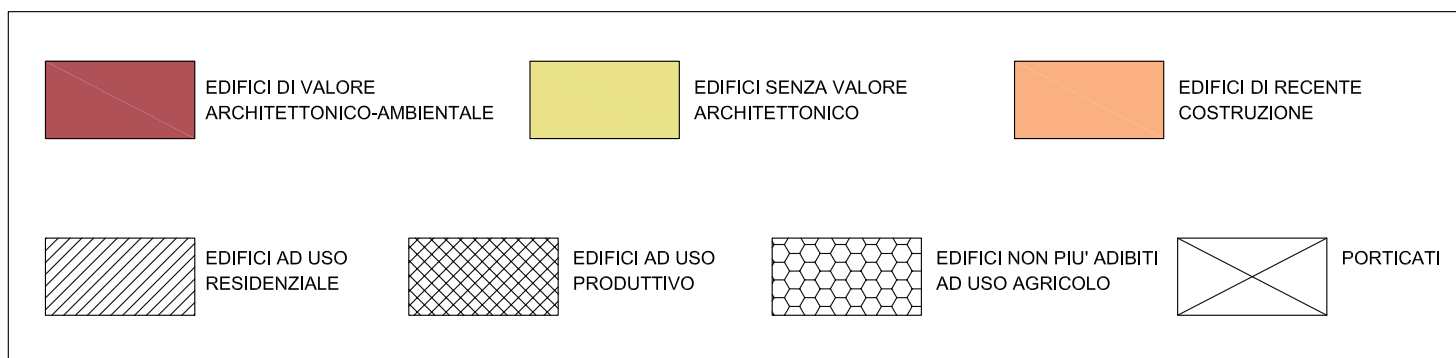 EDIFICI DI VALORE
ARCHITETTONICO-AMBIENTALE
EDIFICI SENZA VALORE
ARCHITETTONICO
EDIFICI DI RECENTE
COSTRUZIONE
EDIFICI AD USO
RESIDENZIALE
EDIFICI AD USO
PRODUTTIVO
EDIFICI NON PIU' ADIBITI
AD USO AGRICOLO
PORTICATI